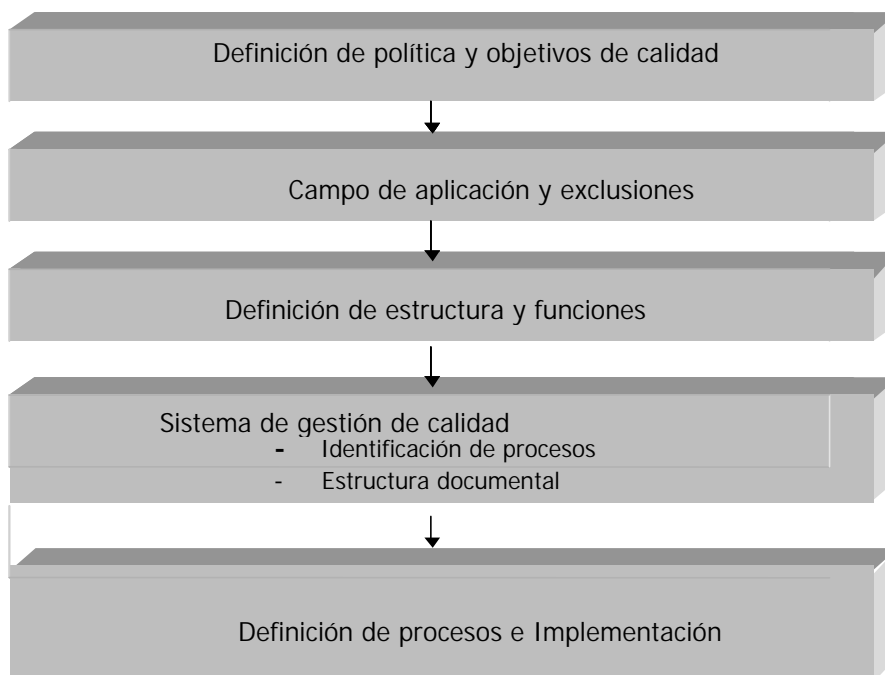 Definición de política y objetivos de calidad
Campo de aplicación y exclusiones
Definición de estructura y funciones
Sistema de gestión de calidad
- Identificación de procesos
- Estructura documental
Definición de procesos e Implementación